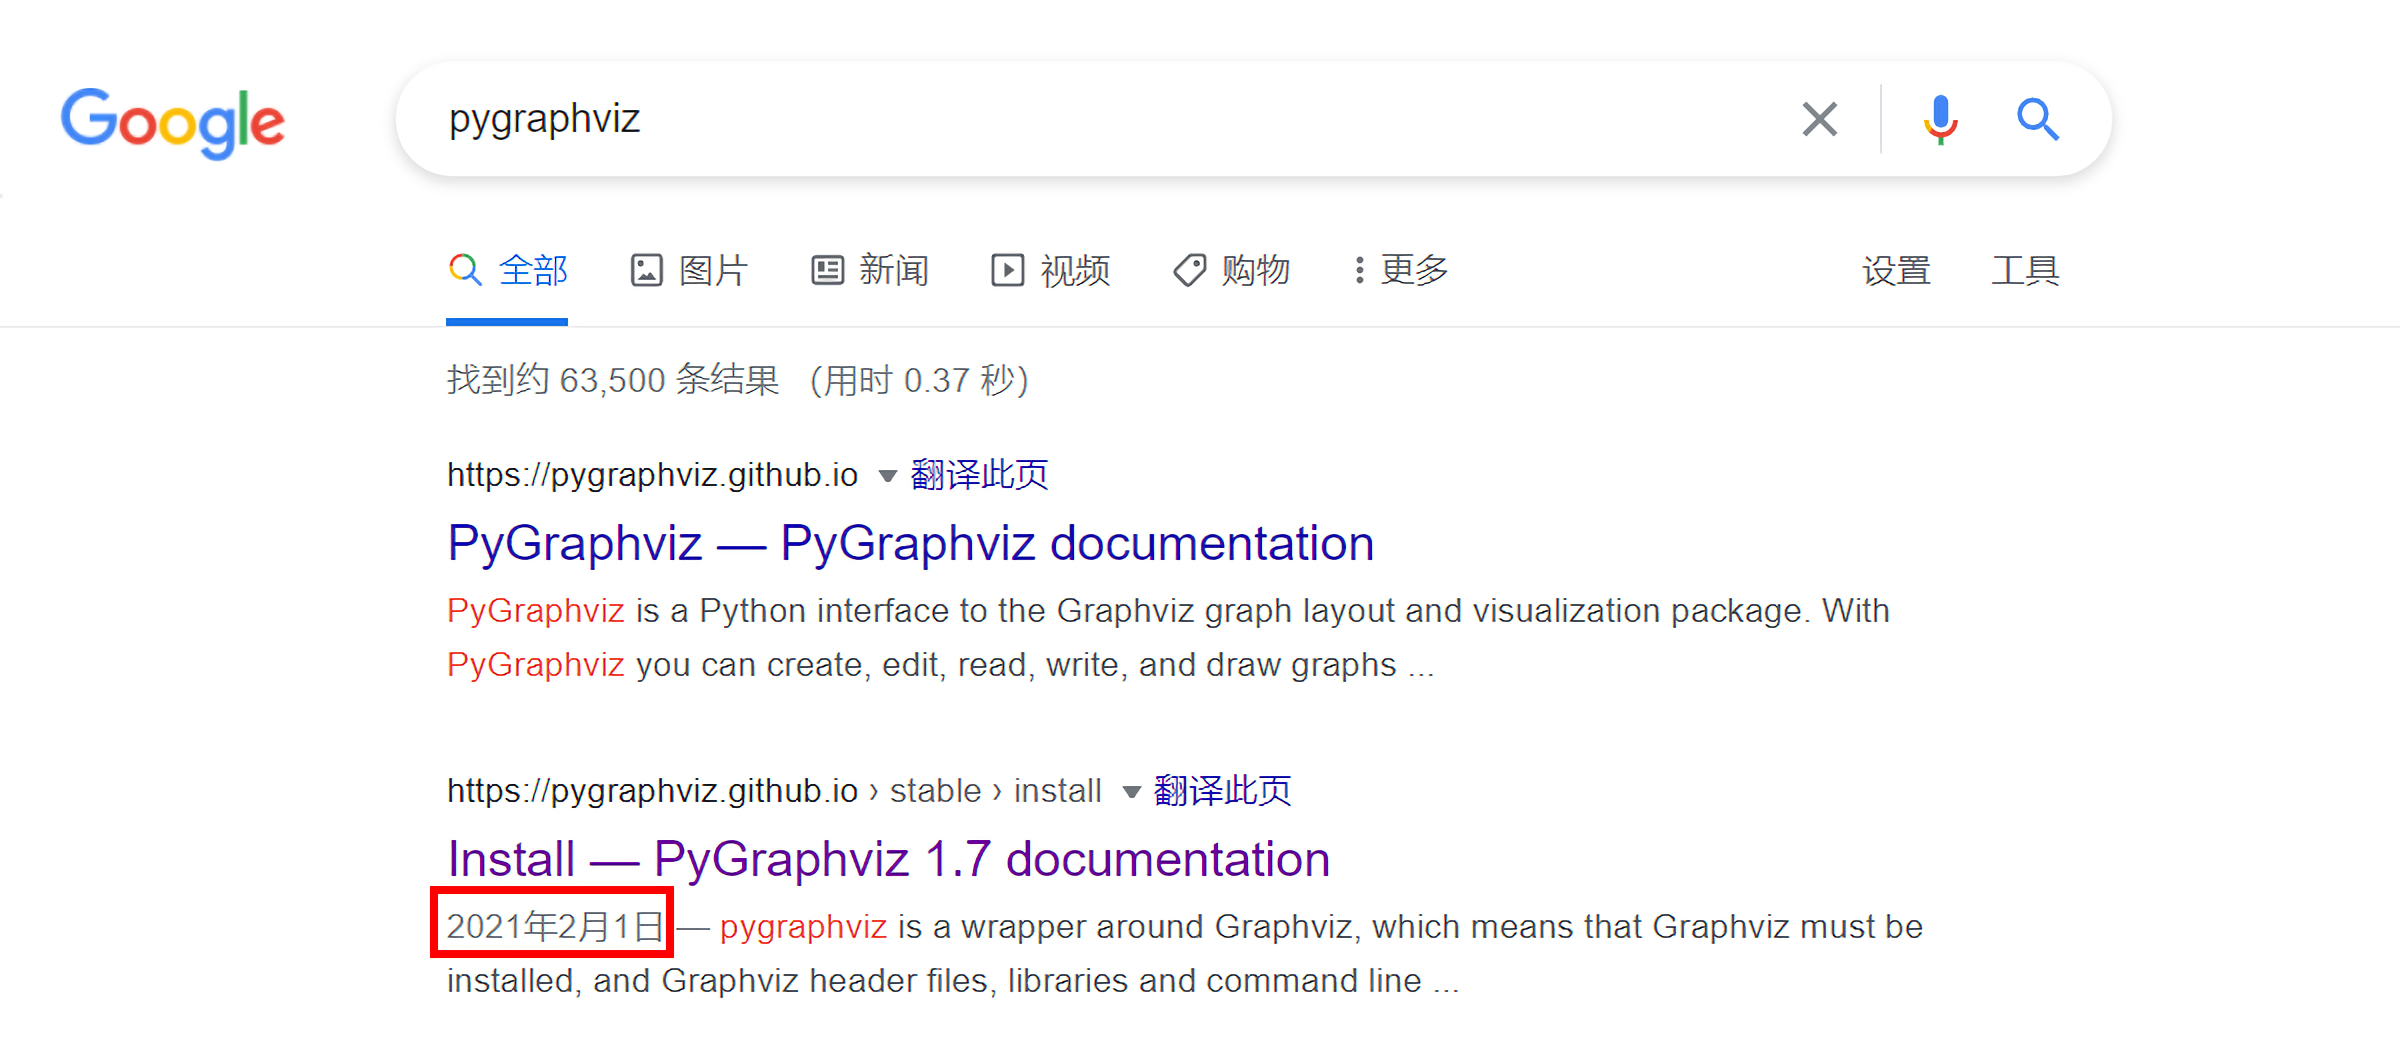 Google
pygraphviz
全部 图片 新闻 视频 购物 更多 设置 工具
找到约 63,500 条结果 (用时 0.37 秒)
https://pygraphviz.github.io 翻译此页
PyGraphviz — PyGraphviz documentation
PyGraphviz is a Python interface to the Graphviz graph layout and visualization package. With
PyGraphviz you can create, edit, read, write, and draw graphs ...
https://pygraphviz.github.io › stable › install 翻译此页
Install — PyGraphviz 1.7 documentation
2021年2月1日 — pygraphviz is a wrapper around Graphviz, which means that Graphviz must be
installed, and Graphviz header files, libraries and command line ...